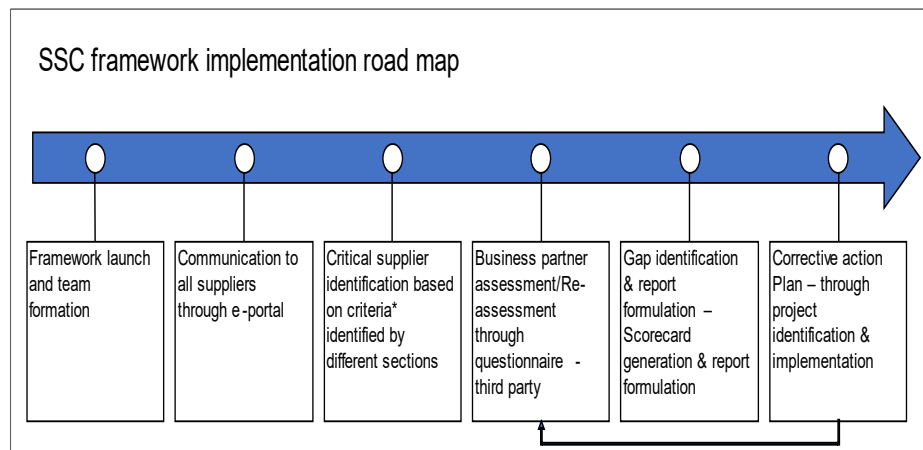 SSC framework implementation road map
Framework launch
and team
formation
Communication to
all suppliers
through e-portal
Critical supplier
identification based
on criteria*
identified by
different sections
Business partner
assessment/Re-
assessment
through
questionnaire -
third party
Gap identification
& report
formulation –
Scorecard
generation & report
formulation
Corrective action
Plan – through
project
identification &
implementation